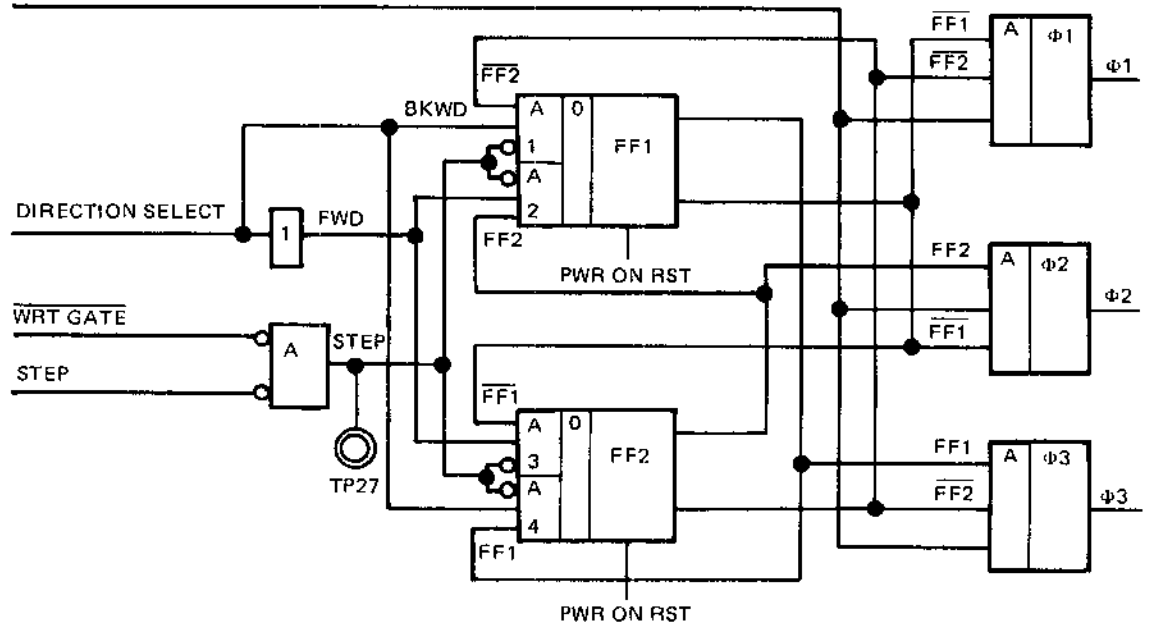 FF1
A Φ1
FF2
Φ1
FF2
BKWD
A 0
1 FF1
A
2
DIRECTION SELECT
1
FWD
FF2
PWR ON RST
FF2
A Φ2
Φ2
FF1
WRT GATE
A
STEP
STEP
TP27
FF1
A 0
3 FF2
A
4
FF1
PWR ON RST
FF1
A Φ3
FF2
Φ3